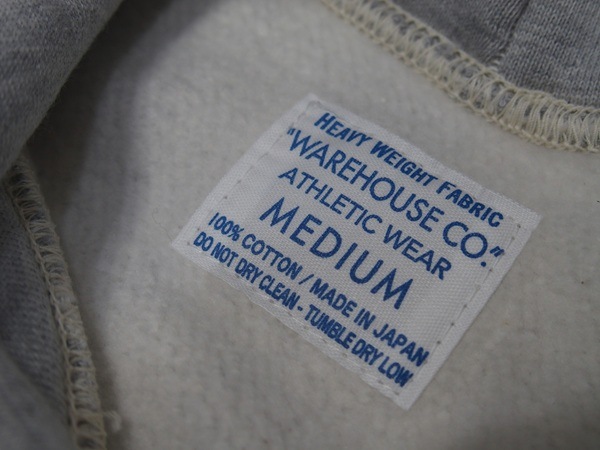 HEAVY WEIGHT FABRIC
"WAREHOUSE CO."
ATHLETIC WEAR
MEDIUM
100% COTTON / MADE IN JAPAN
DO NOT DRY CLEAN - TUMBLE DRY LOW